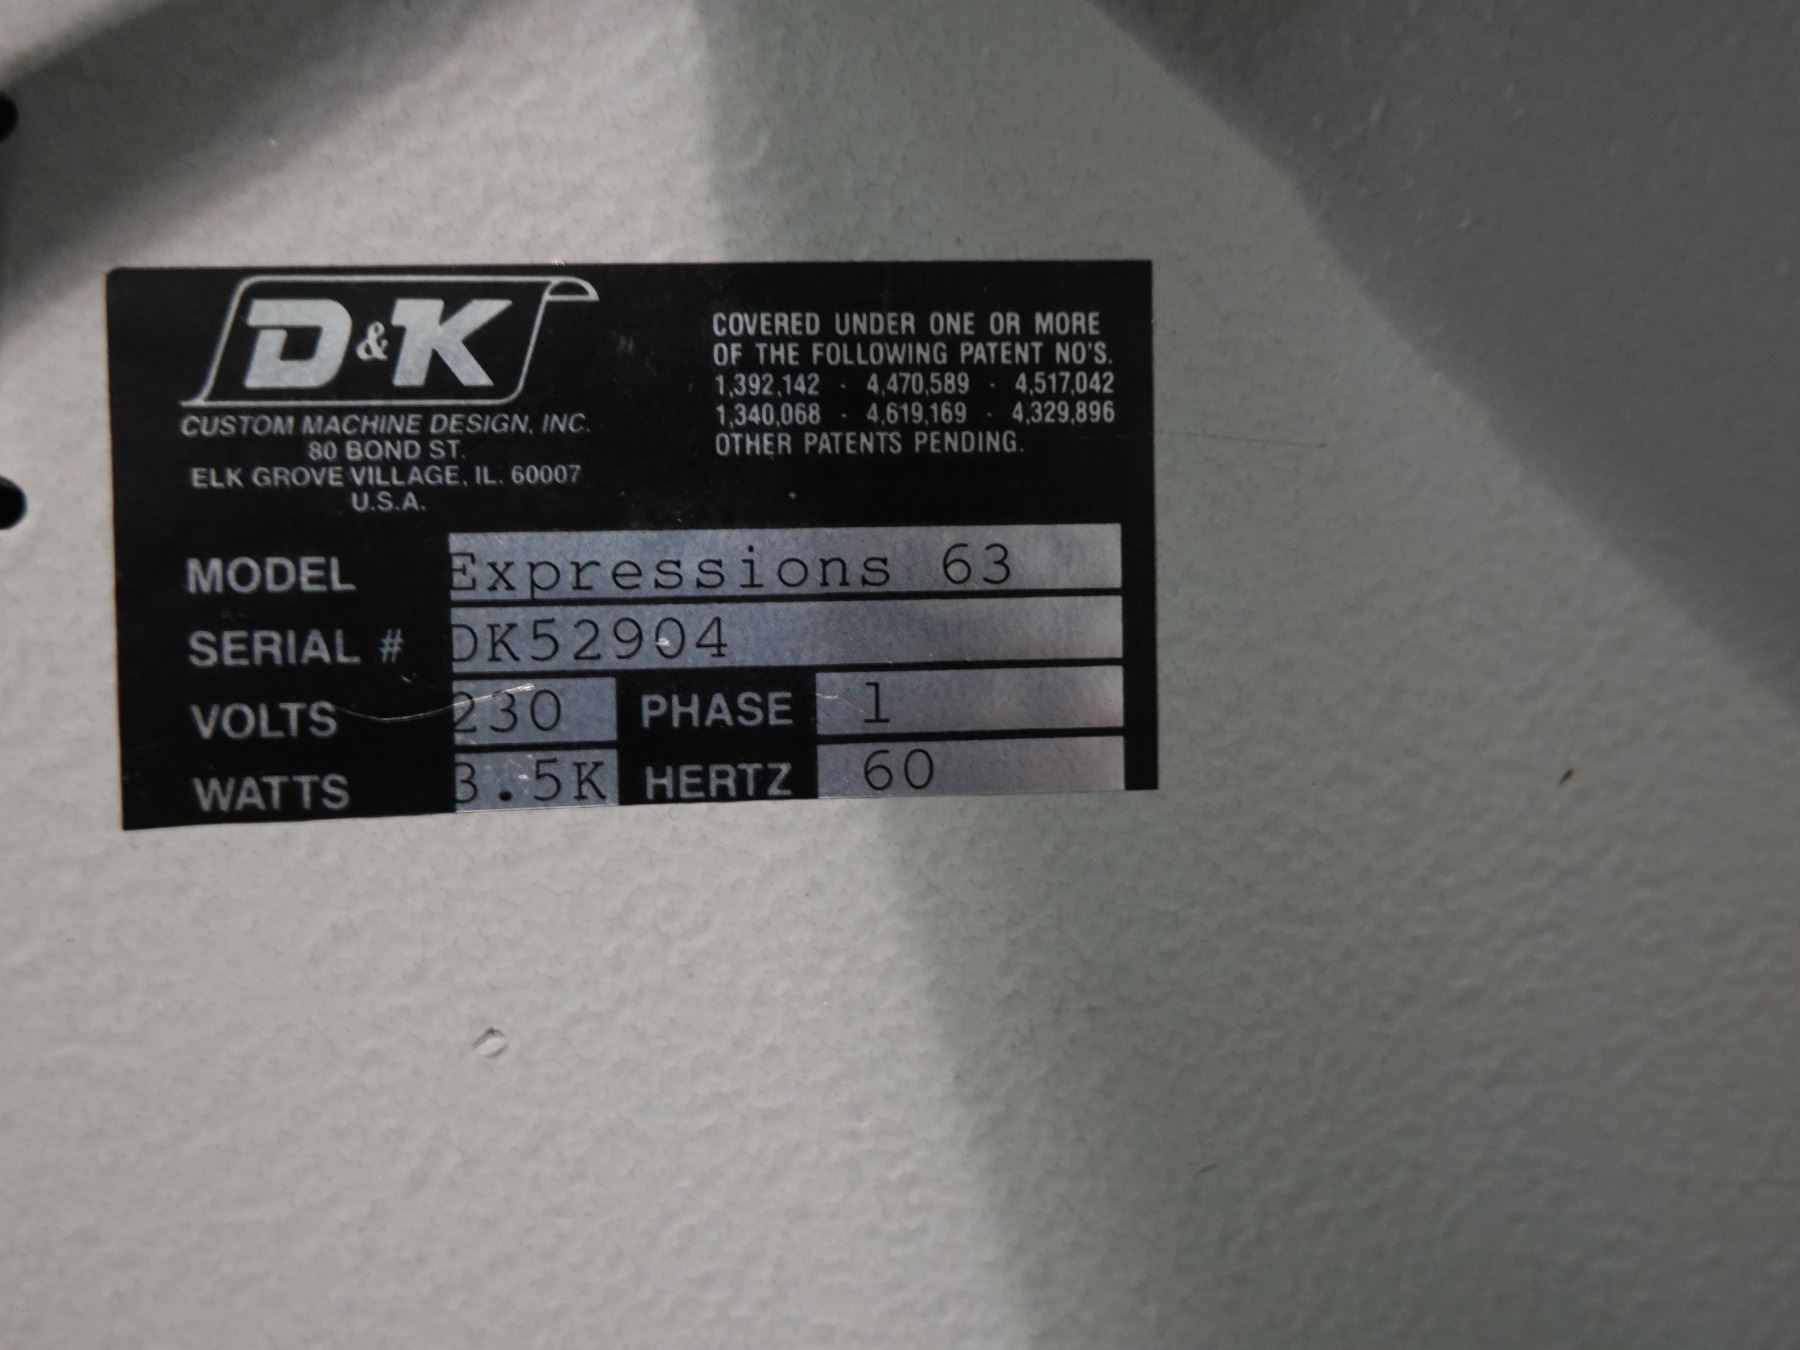 D&K
CUSTOM MACHINE DESIGN, INC.
80 BOND ST.
ELK GROVE VILLAGE, IL. 60007
U.S.A.
COVERED UNDER ONE OR MORE
OF THE FOLLOWING PATENT NO'S.
1,392,142 · 4,470,589 · 4,517,042
1,340,068 · 4,619,169 · 4,329,896
OTHER PATENTS PENDING.
MODEL Expressions 63
SERIAL # DK52904
VOLTS 230 PHASE 1
WATTS 3.5K HERTZ 60